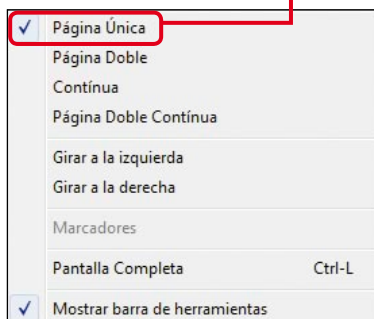 Página Única
Página Doble
Contínua
Página Doble Contínua
Girar a la izquierda
Girar a la derecha
Marcadores
Pantalla Completa Ctrl-L
Mostrar barra de herramientas